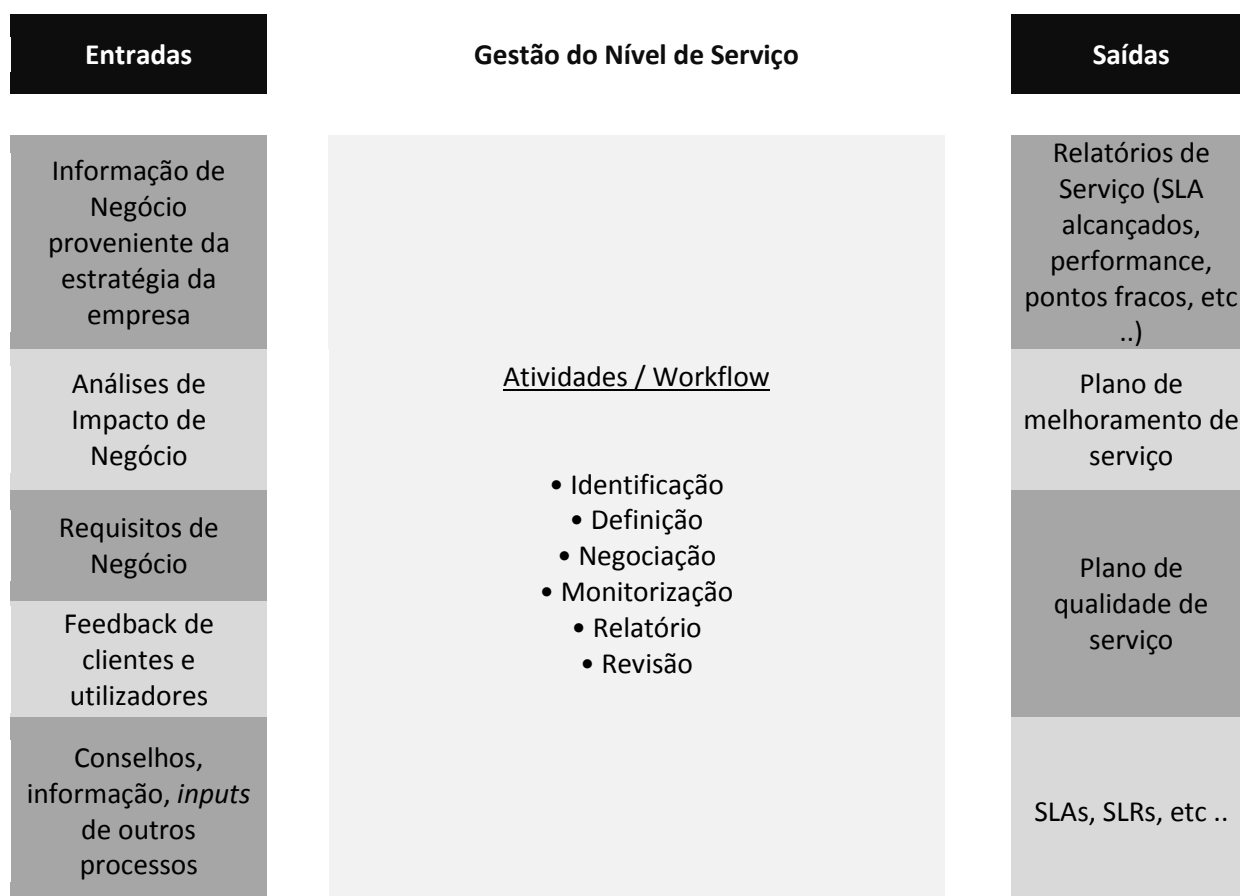 Entradas
Gestão do Nível de Serviço
Saídas
Informação de
Negócio
proveniente da
estratégia da
empresa
Análises de
Impacto de
Negócio
Requisitos de
Negócio
Feedback de
clientes e
utilizadores
Conselhos,
informação, inputs
de outros
processos
Atividades / Workflow
• Identificação
• Definição
• Negociação
• Monitorização
• Relatório
• Revisão
Relatórios de
Serviço (SLA
alcançados,
performance,
pontos fracos, etc
..)
Plano de
melhoramento de
serviço
Plano de
qualidade de
serviço
SLAs, SLRs, etc ..